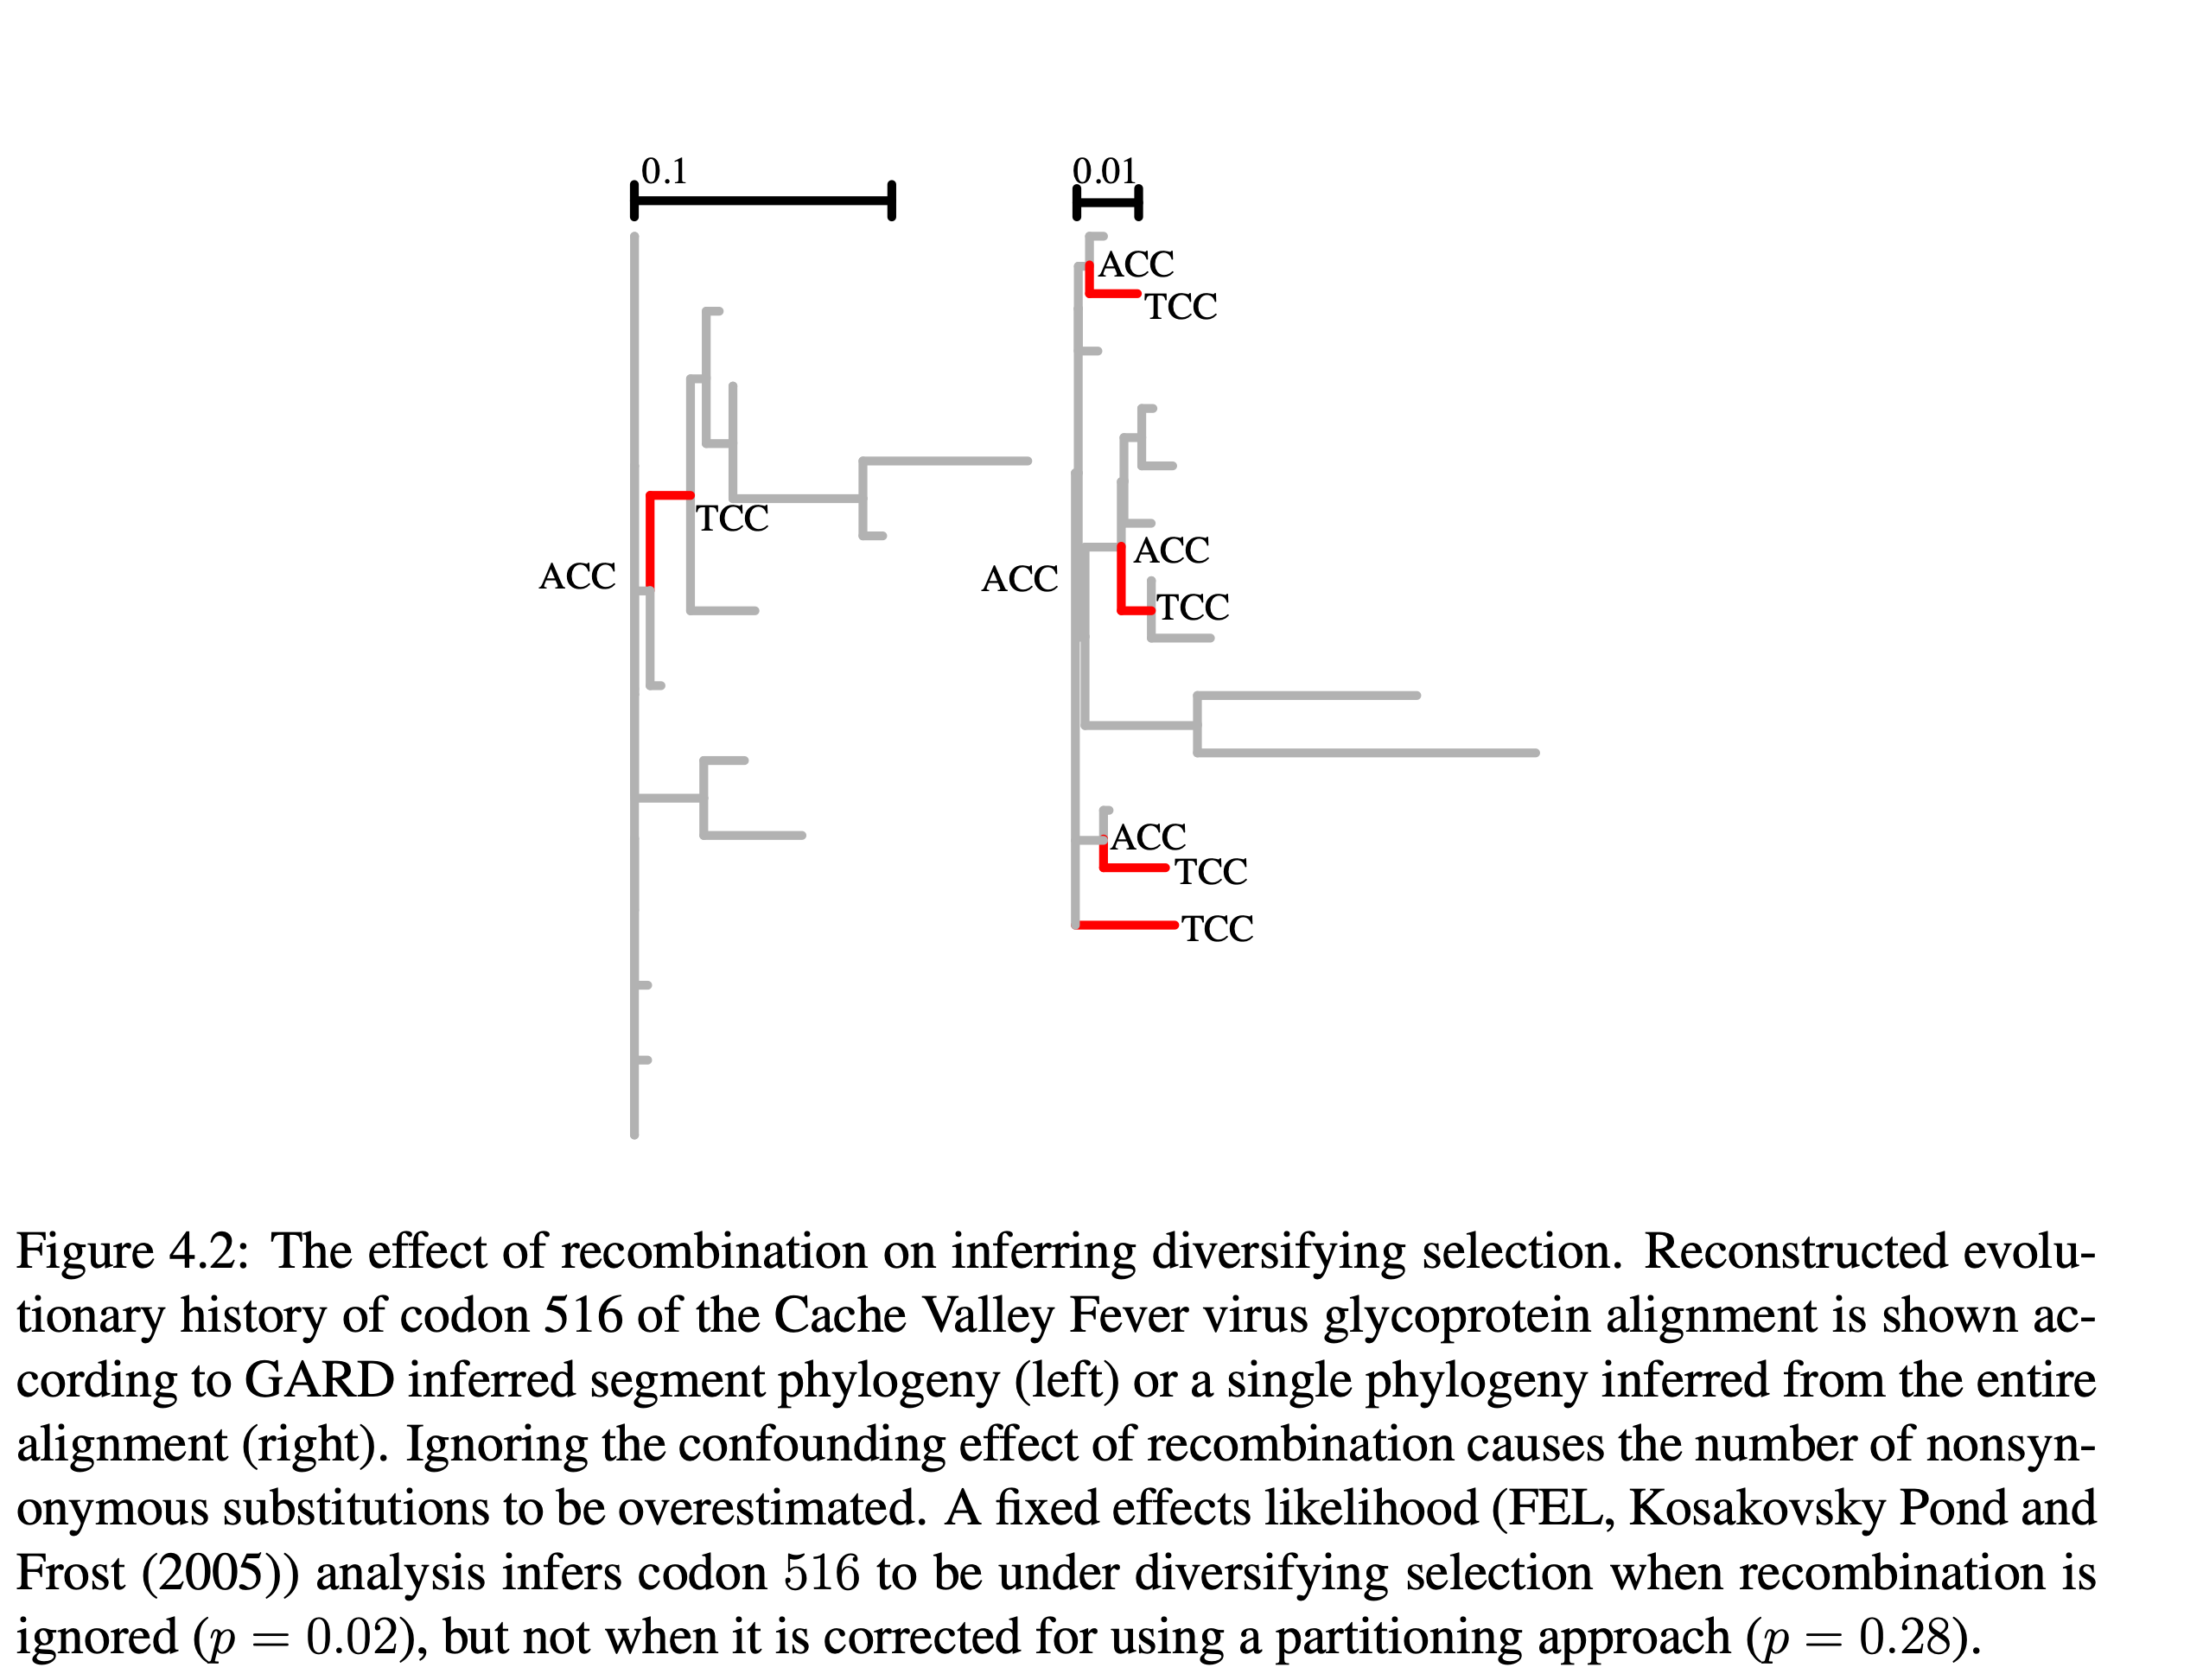 0.1
0.01
ACC
TCC
TCC
ACC
ACC
ACC
TCC
ACC
TCC
TCC
Figure 4.2: The effect of recombination on inferring diversifying selection. Reconstructed evolu-
tionary history of codon 516 of the Cache Valley Fever virus glycoprotein alignment is shown ac-
cording to GARD inferred segment phylogeny (left) or a single phylogeny inferred from the entire
alignment (right). Ignoring the confounding effect of recombination causes the number of nonsyn-
onymous substitutions to be overestimated. A fixed effects likelihood (FEL, Kosakovsky Pond and
Frost (2005)) analysis infers codon 516 to be under diversifying selection when recombination is
ignored (p = 0.02), but not when it is corrected for using a partitioning approach (p = 0.28).